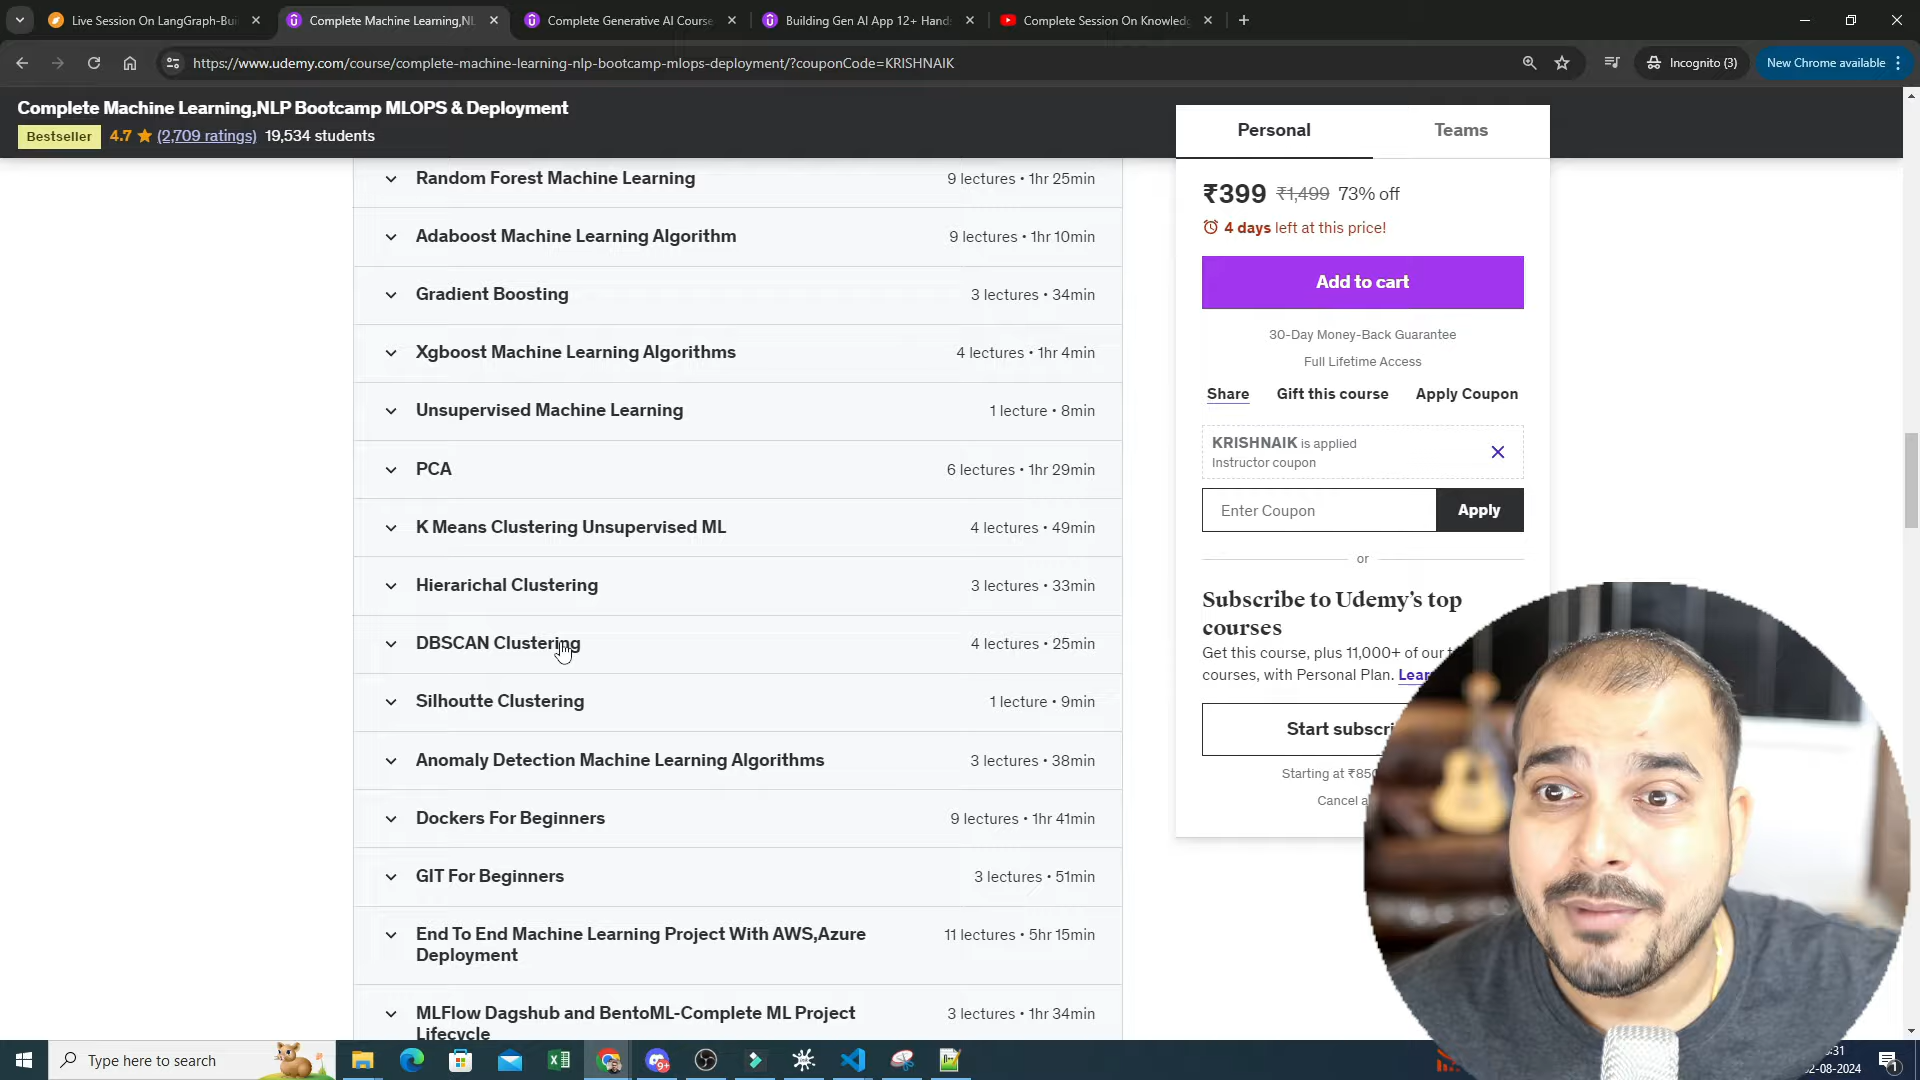 Live Session On LangGraph-Bui
Complete Machine Learning,NL
Complete Generative AI Course
Building Gen AI App 12+ Hand
Complete Session On Knowledg
https://www.udemy.com/course/complete-machine-learning-nlp-bootcamp-mlops-deployment/?couponCode=KRISHNAIK
Incognito (3)
New Chrome available
Complete Machine Learning,NLP Bootcamp MLOPS & Deployment
Bestseller 4.7 (2,709 ratings) 19,534 students
Random Forest Machine Learning 9 lectures • 1hr 25min
Adaboost Machine Learning Algorithm 9 lectures • 1hr 10min
Gradient Boosting 3 lectures • 34min
Xgboost Machine Learning Algorithms 4 lectures • 1hr 4min
Unsupervised Machine Learning 1 lecture • 8min
PCA 6 lectures • 1hr 29min
K Means Clustering Unsupervised ML 4 lectures • 49min
Hierarichal Clustering 3 lectures • 33min
DBSCAN Clustering 4 lectures • 25min
Silhoutte Clustering 1 lecture • 9min
Anomaly Detection Machine Learning Algorithms 3 lectures • 38min
Dockers For Beginners 9 lectures • 1hr 41min
GIT For Beginners 3 lectures • 51min
End To End Machine Learning Project With AWS,Azure 11 lectures • 5hr 15min
Deployment
MLFlow Dagshub and BentoML-Complete ML Project 3 lectures • 1hr 34min
Lifecycle
Personal Teams
₹399 ₹1,499 73% off
4 days left at this price!
Add to cart
30-Day Money-Back Guarantee
Full Lifetime Access
Share Gift this course Apply Coupon
KRISHNAIK is applied
Instructor coupon
Enter Coupon Apply
or
Subscribe to Udemy's top
courses
Get this course, plus 11,000+ of our
courses, with Personal Plan.
Start
Starting at
Cancel
Type here to search